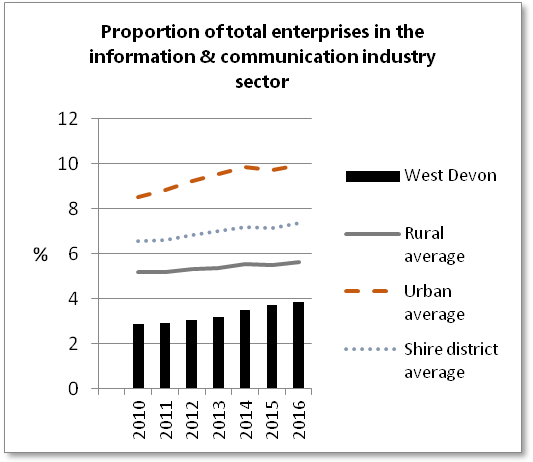 Proportion of total enterprises in the
information & communication industry
sector
12
10
8
6
4
2
0
%
2010
2011
2012
2013
2014
2015
2016
West Devon
Rural
average
Urban
average
Shire district
average